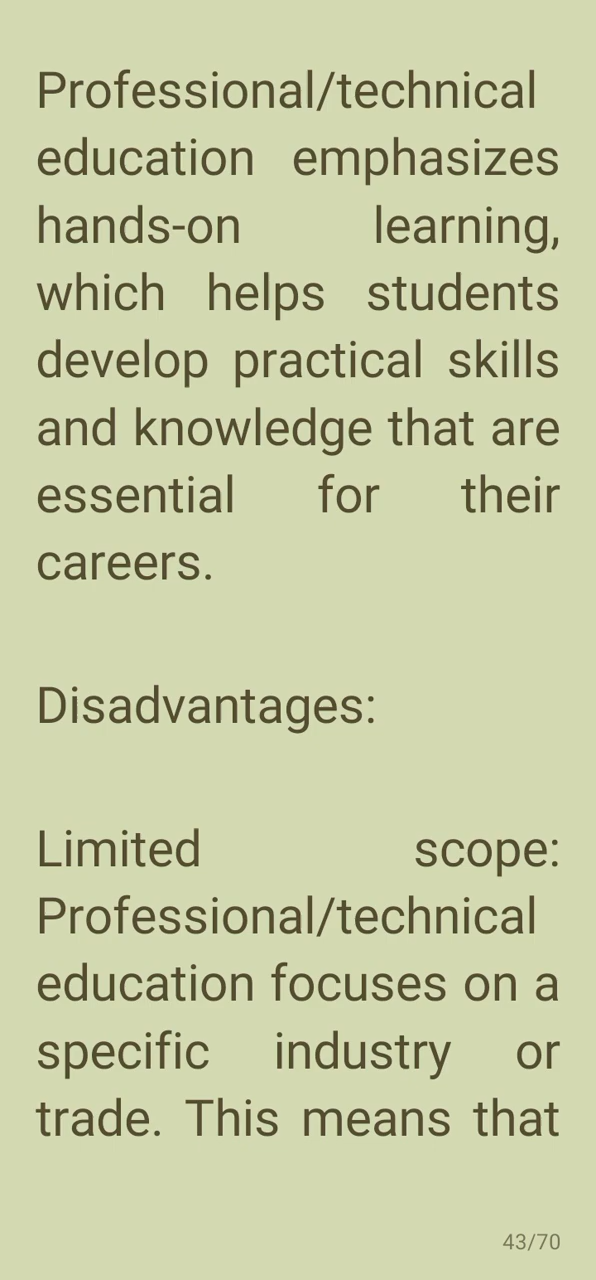 Professional/technical
education emphasizes
hands-on learning,
which helps students
develop practical skills
and knowledge that are
essential for their
careers.
Disadvantages:
Limited scope:
Professional/technical
education focuses on a
specific industry or
trade. This means that
43/70